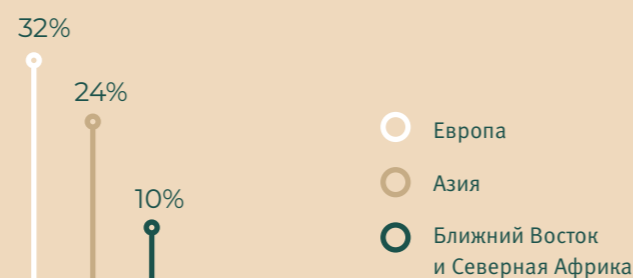 32%
24%
10%
Европа
Азия
Ближний Восток
и Северная Африка